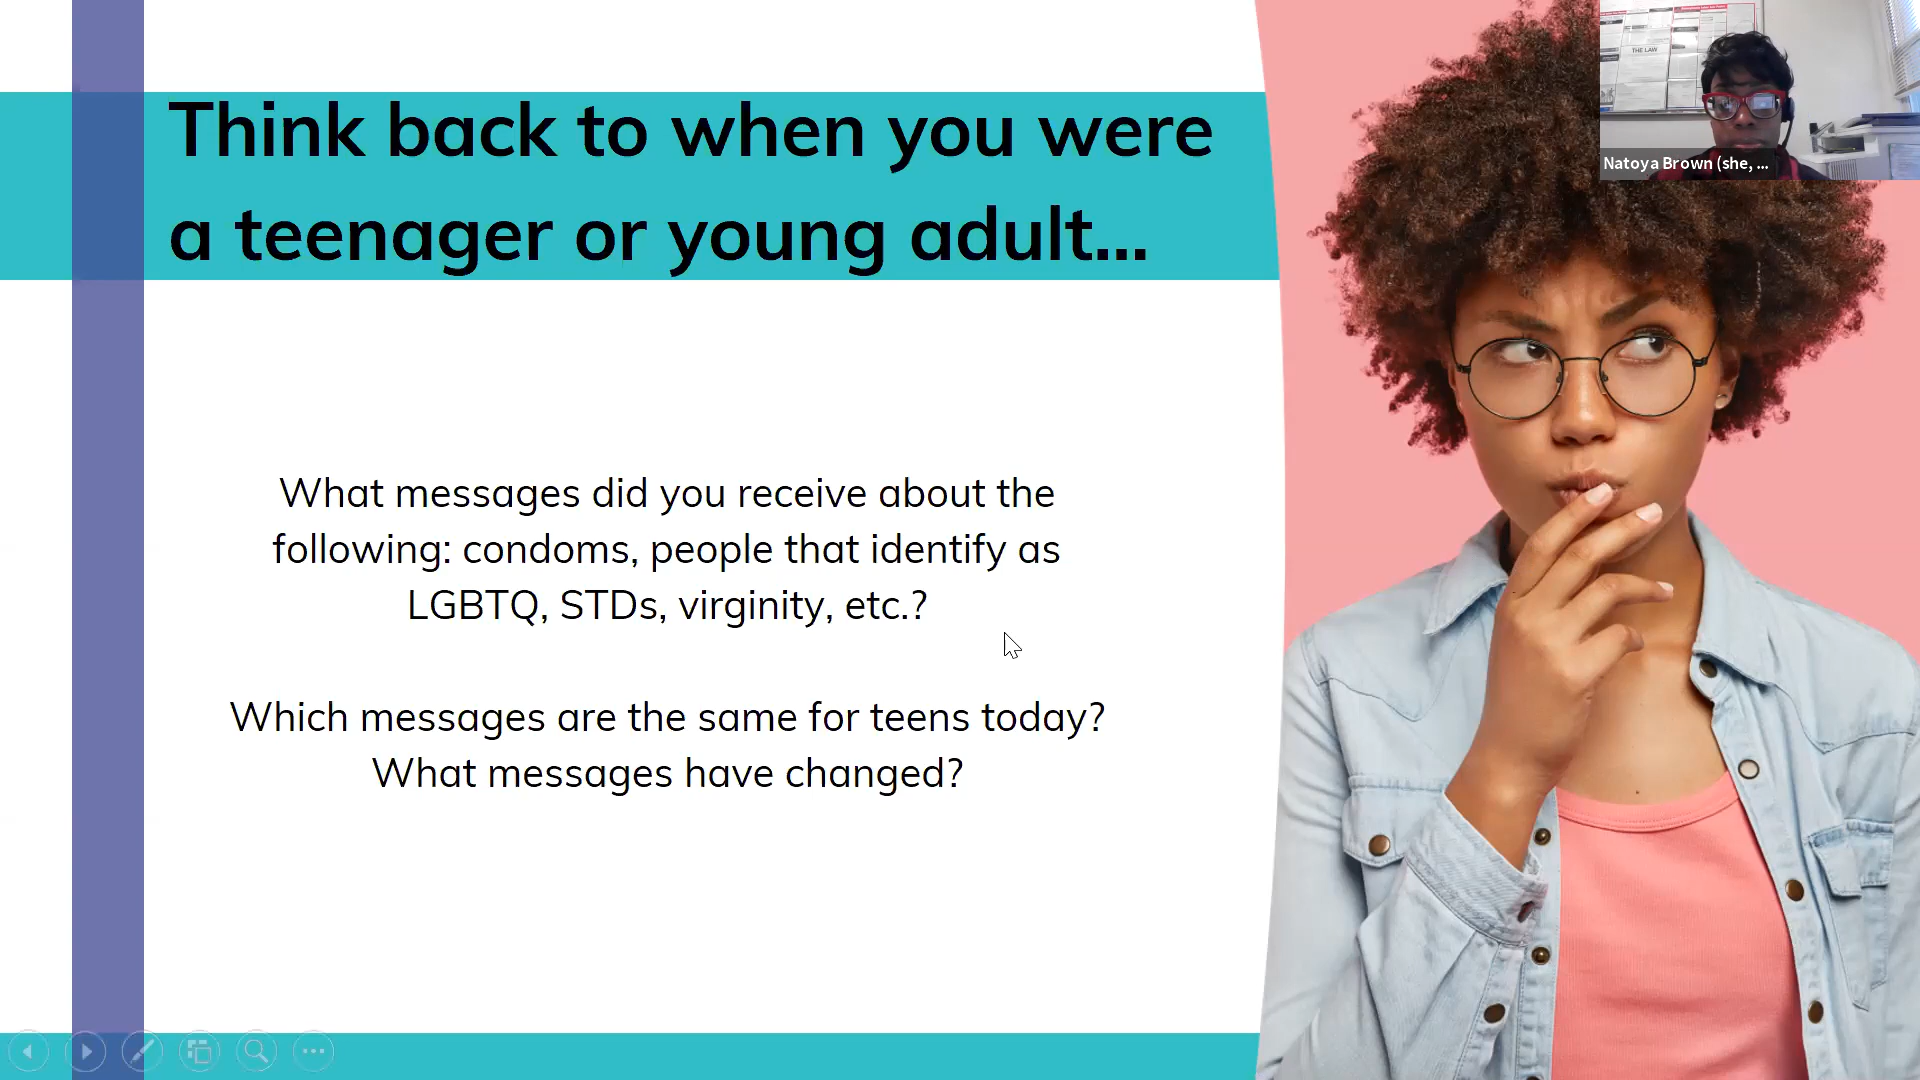 Think back to when you were
a teenager or young adult...
What messages did you receive about the
following: condoms, people that identify as
LGBTQ, STDs, virginity, etc.?
Which messages are the same for teens today?
What messages have changed?
THE LAW
Natoya Brown (she, ...